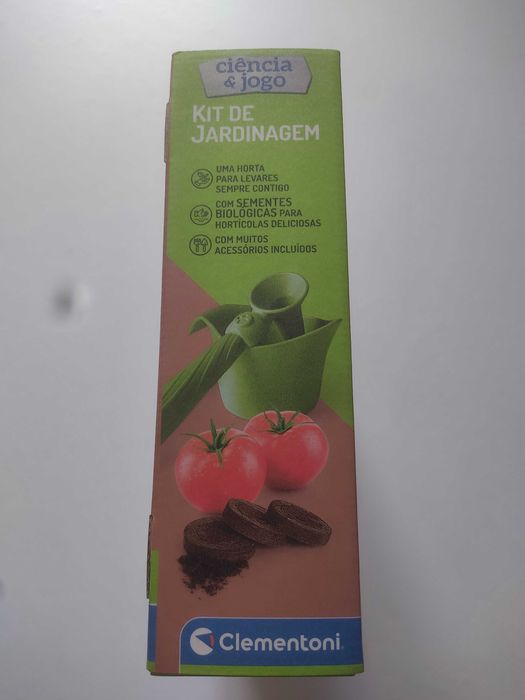 ciência
& jogo
KIT DE
JARDINAGEM
UMA HORTA
PARA LEVARES
SEMPRE CONTIGO
COM SEMENTES
BIOLÓGICAS PARA
HORTÍCOLAS DELICIOSAS
COM MUITOS
ACESSÓRIOS INCLUÍDOS
Clementoni